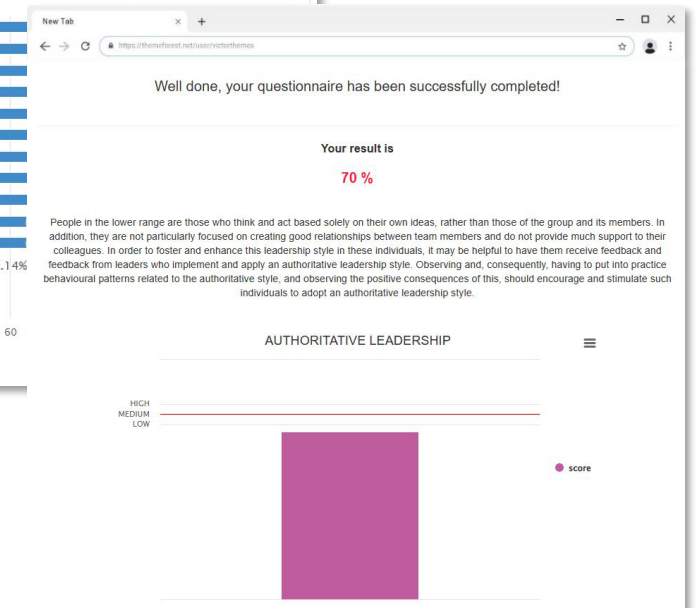 New Tab
https://themeforest.net/user/victorthemes
Well done, your questionnaire has been successfully completed!
Your result is
70 %
People in the lower range are those who think and act based solely on their own ideas, rather than those of the group and its members. In
addition, they are not particularly focused on creating good relationships between team members and do not provide much support to their
colleagues. In order to foster and enhance this leadership style in these individuals, it may be helpful to have them receive feedback and
feedback from leaders who implement and apply an authoritative leadership style. Observing and, consequently, having to put into practice
behavioural patterns related to the authoritative style, and observing the positive consequences of this, should encourage and stimulate such
individuals to adopt an authoritative leadership style.
.14%
60
AUTHORITATIVE LEADERSHIP
HIGH
MEDIUM
LOW
score